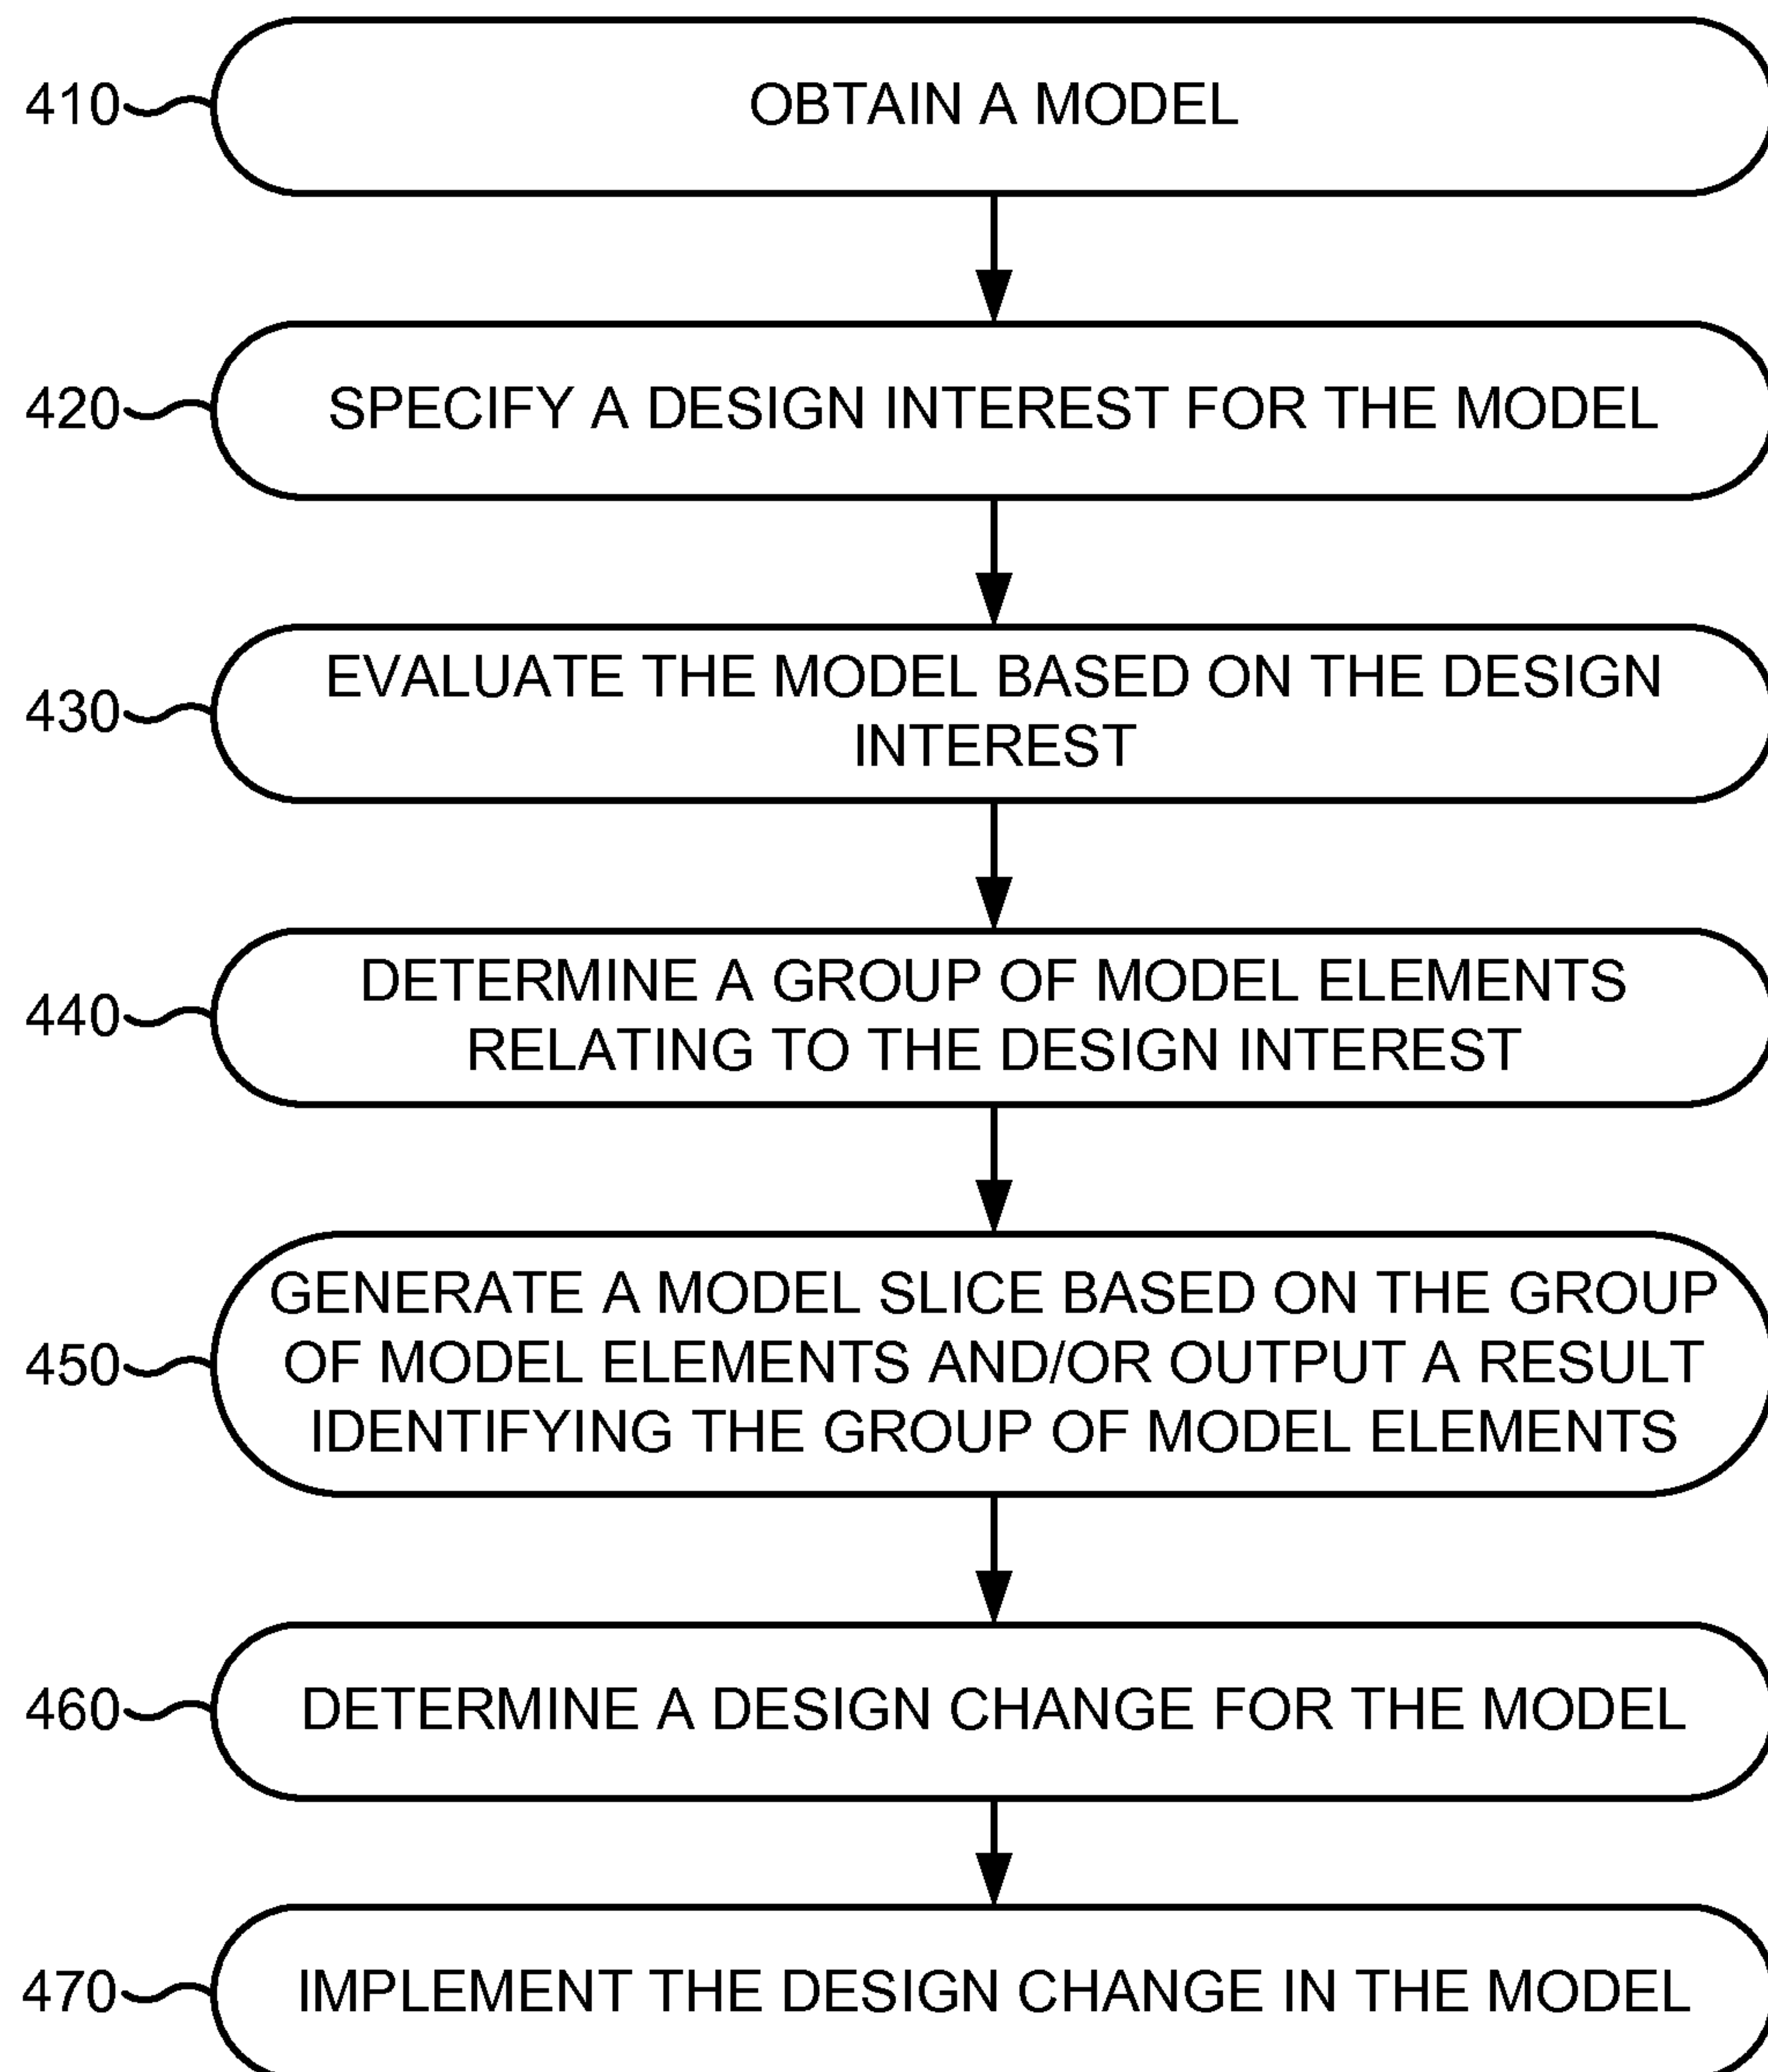 410
OBTAIN A MODEL
420
SPECIFY A DESIGN INTEREST FOR THE MODEL
430
EVALUATE THE MODEL BASED ON THE DESIGN
INTEREST
440
DETERMINE A GROUP OF MODEL ELEMENTS
RELATING TO THE DESIGN INTEREST
450
GENERATE A MODEL SLICE BASED ON THE GROUP
OF MODEL ELEMENTS AND/OR OUTPUT A RESULT
IDENTIFYING THE GROUP OF MODEL ELEMENTS
460
DETERMINE A DESIGN CHANGE FOR THE MODEL
470
IMPLEMENT THE DESIGN CHANGE IN THE MODEL